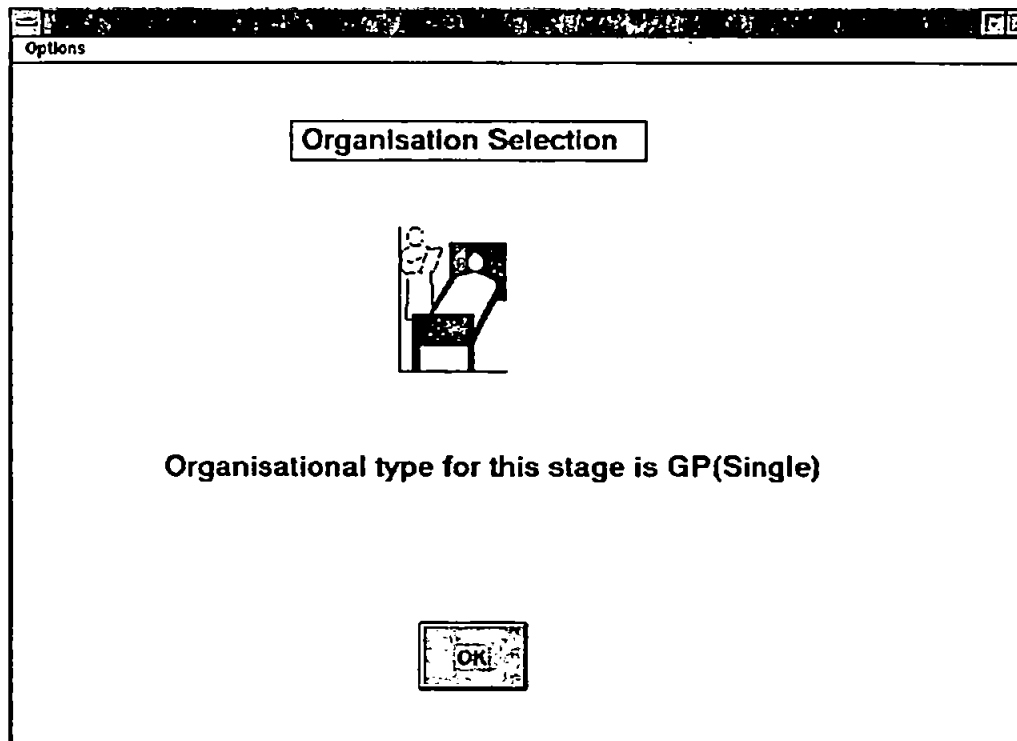 Options
Organisation Selection
Organisational type for this stage is GP(Single)
OK